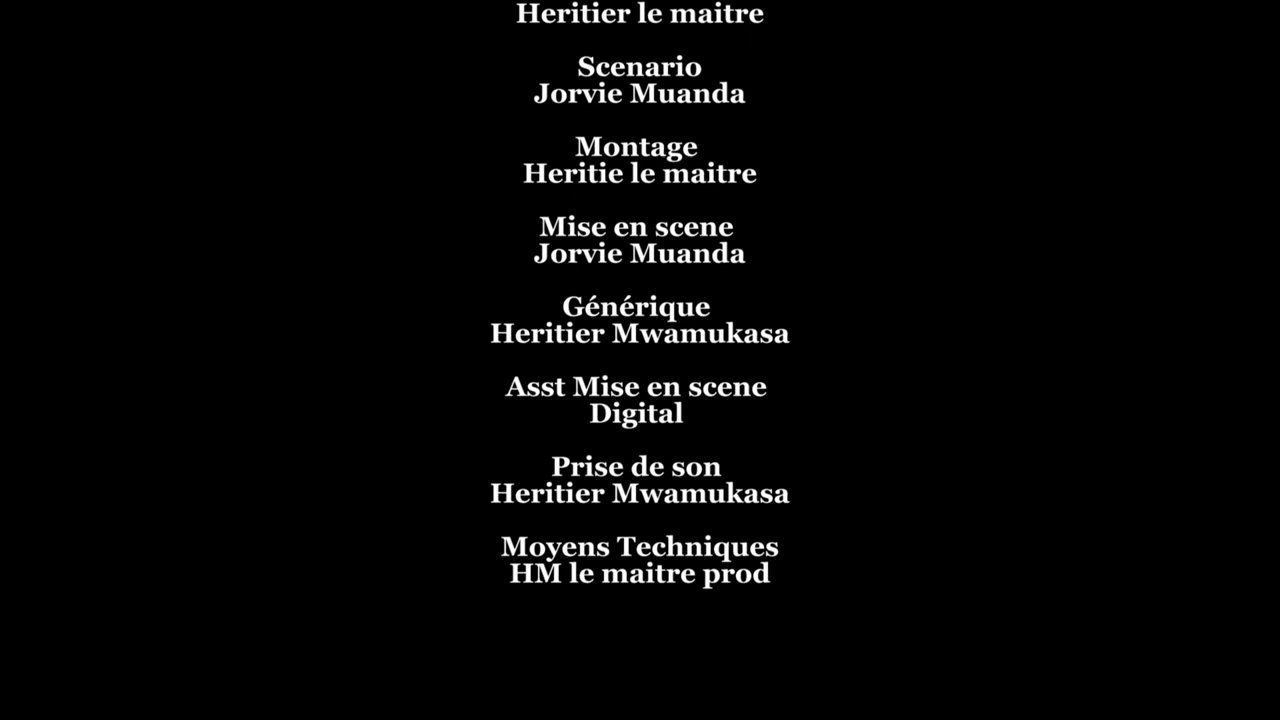 Heritier le maitre
Scenario
Jorvie Muanda
Montage
Heritie le maitre
Mise en scene
Jorvie Muanda
Générique
Heritier Mwamukasa
Asst Mise en scene
Digital
Prise de son
Heritier Mwamukasa
Moyens Techniques
HM le maitre prod